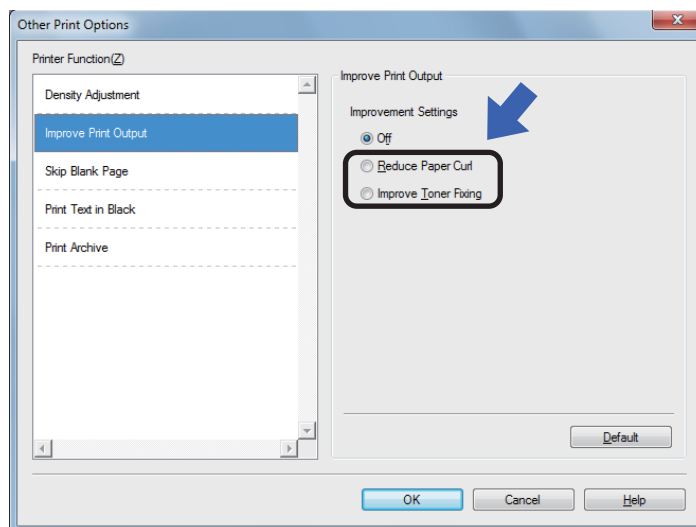 Other Print Options
X
Printer Function(Z)
Density Adjustment
Improve Print Output
Skip Blank Page
Print Text in Black
Print Archive
Improve Print Output
Improvement Settings
Off
Reduce Paper Curl
Improve Toner Fixing
Default
OK
Cancel
Help